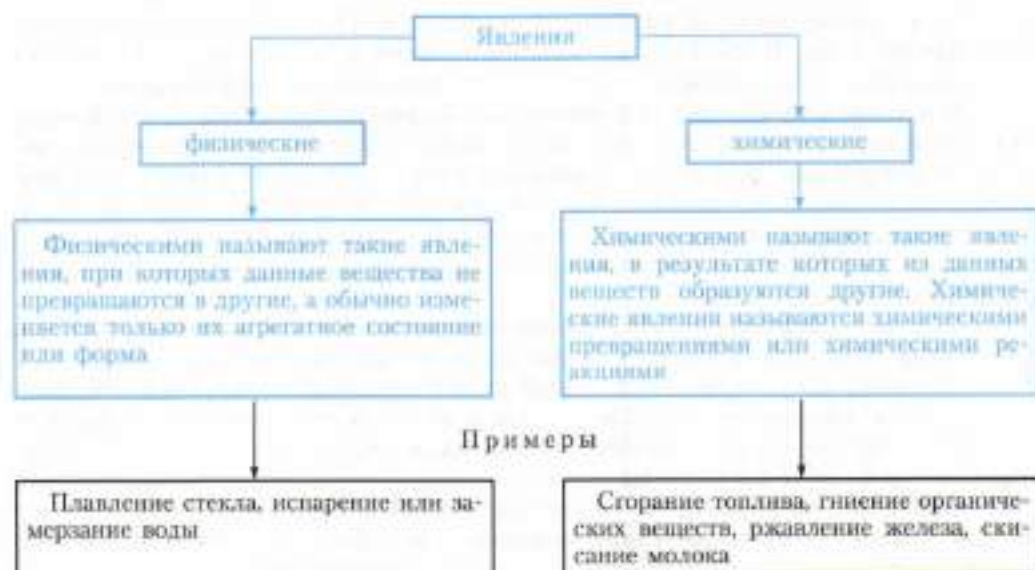 Явления
физические
химические
Физическими называют такие явле-
ния, при которых данные вещества не
превращаются в другие, а обычно изме-
няется только их агрегатное состояние
или форма
Химическими называют такие явле-
ния, в результате которых из данных
веществ образуются другие. Химиче-
ские явления называются химическими
превращениями или химическими ре-
акциями
Примеры
Плавление стекла, испарение или за-
мерзание воды
Сгорание топлива, гниение органиче-
ских веществ, ржавление железа, ски-
сание молока